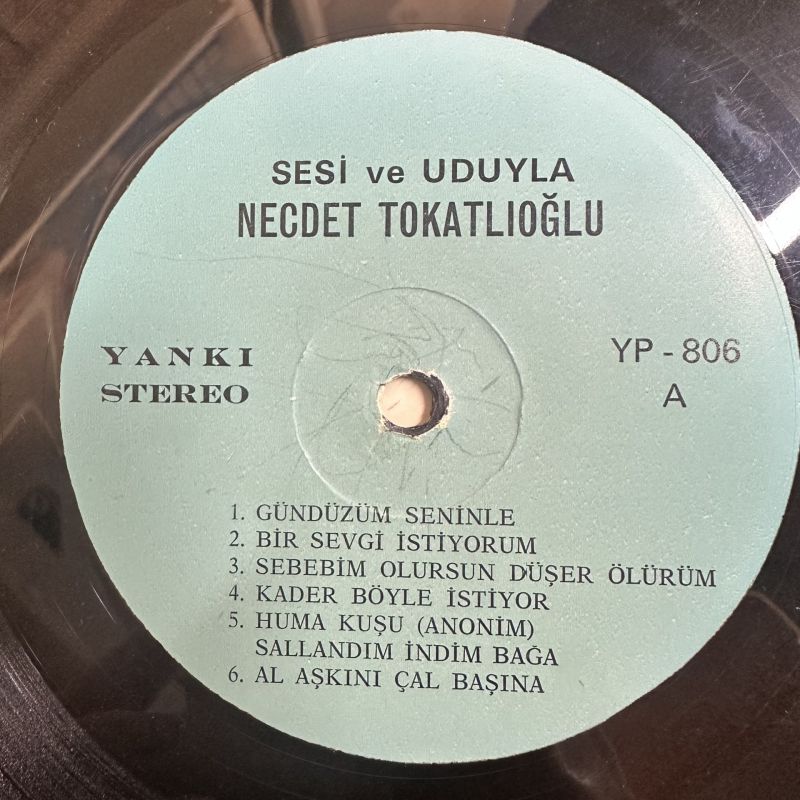 SESİ ve UDUYLA
NECDET TOKATLIOĞLU
YANKI
STEREO
YP - 806
A
1. GÜNDÜZÜM SENİNLE
2. BİR SEVGİ İSTİYORUM
3. SEBEBİM OLURSUN DÜŞER ÖLÜRÜM
4. KADER BÖYLE İSTİYOR
5. HUMA KUŞU (ANONİM)
SALLANDIM İNDİM BAĞA
6. AL AŞKINI ÇAL BAŞINA